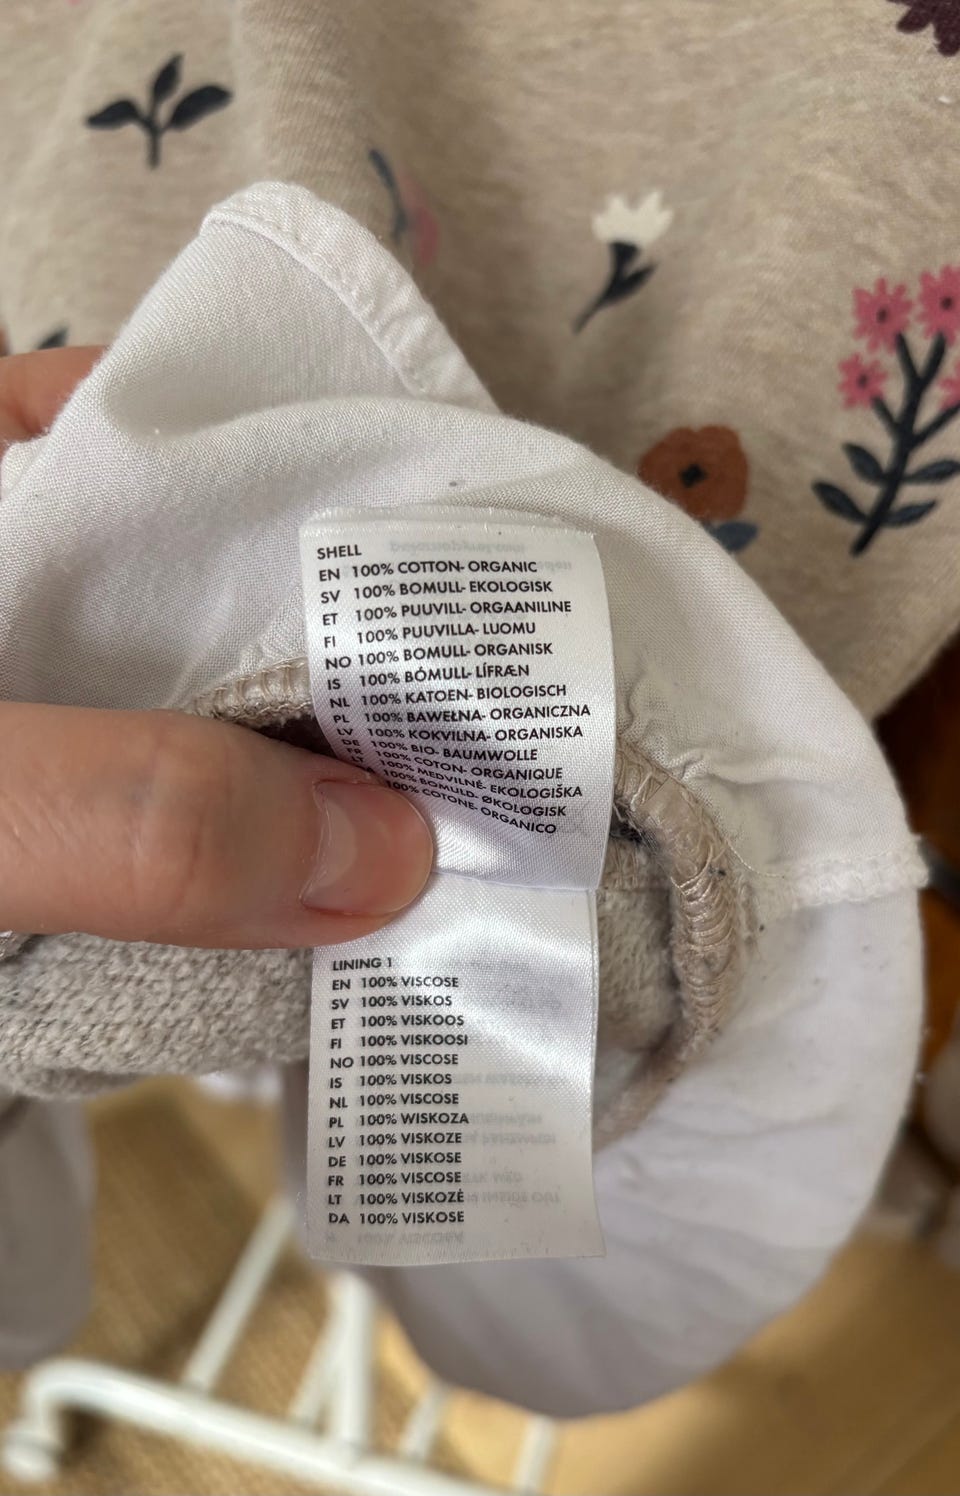 SHELL
EN 100% COTTON- ORGANIC
SV 100% BOMULL- EKOLOGISK
ET 100% PUUVILL- ORGAANILINE
FI 100% PUUVILLA- LUOMU
NO 100% BOMULL- ORGANISK
IS 100% BÓMULL- LÍFRÆN
NL 100% KATOEN- BIOLOGISCH
PL 100% BAWEŁNA- ORGANICZNA
LV 100% KOKVILNA- ORGANISKA
DE 100% BIO- BAUMWOLLE
FR 100% COTON- ORGANIQUE
LT 100% MEDVILNĖ- EKOLOGIŠKA
100% BOMULD- ØKOLOGISK
100% COTONE- ORGANICO
LINING 1
EN 100% VISCOSE
SV 100% VISKOS
ET 100% VISKOOS
FI 100% VISKOOSI
NO 100% VISCOSE
IS 100% VISKOS
NL 100% VISCOSE
PL 100% WISKOZA
LV 100% VISKOZE
DE 100% VISKOSE
FR 100% VISCOSE
LT 100% VISKOZĖ
DA 100% VISKOSE